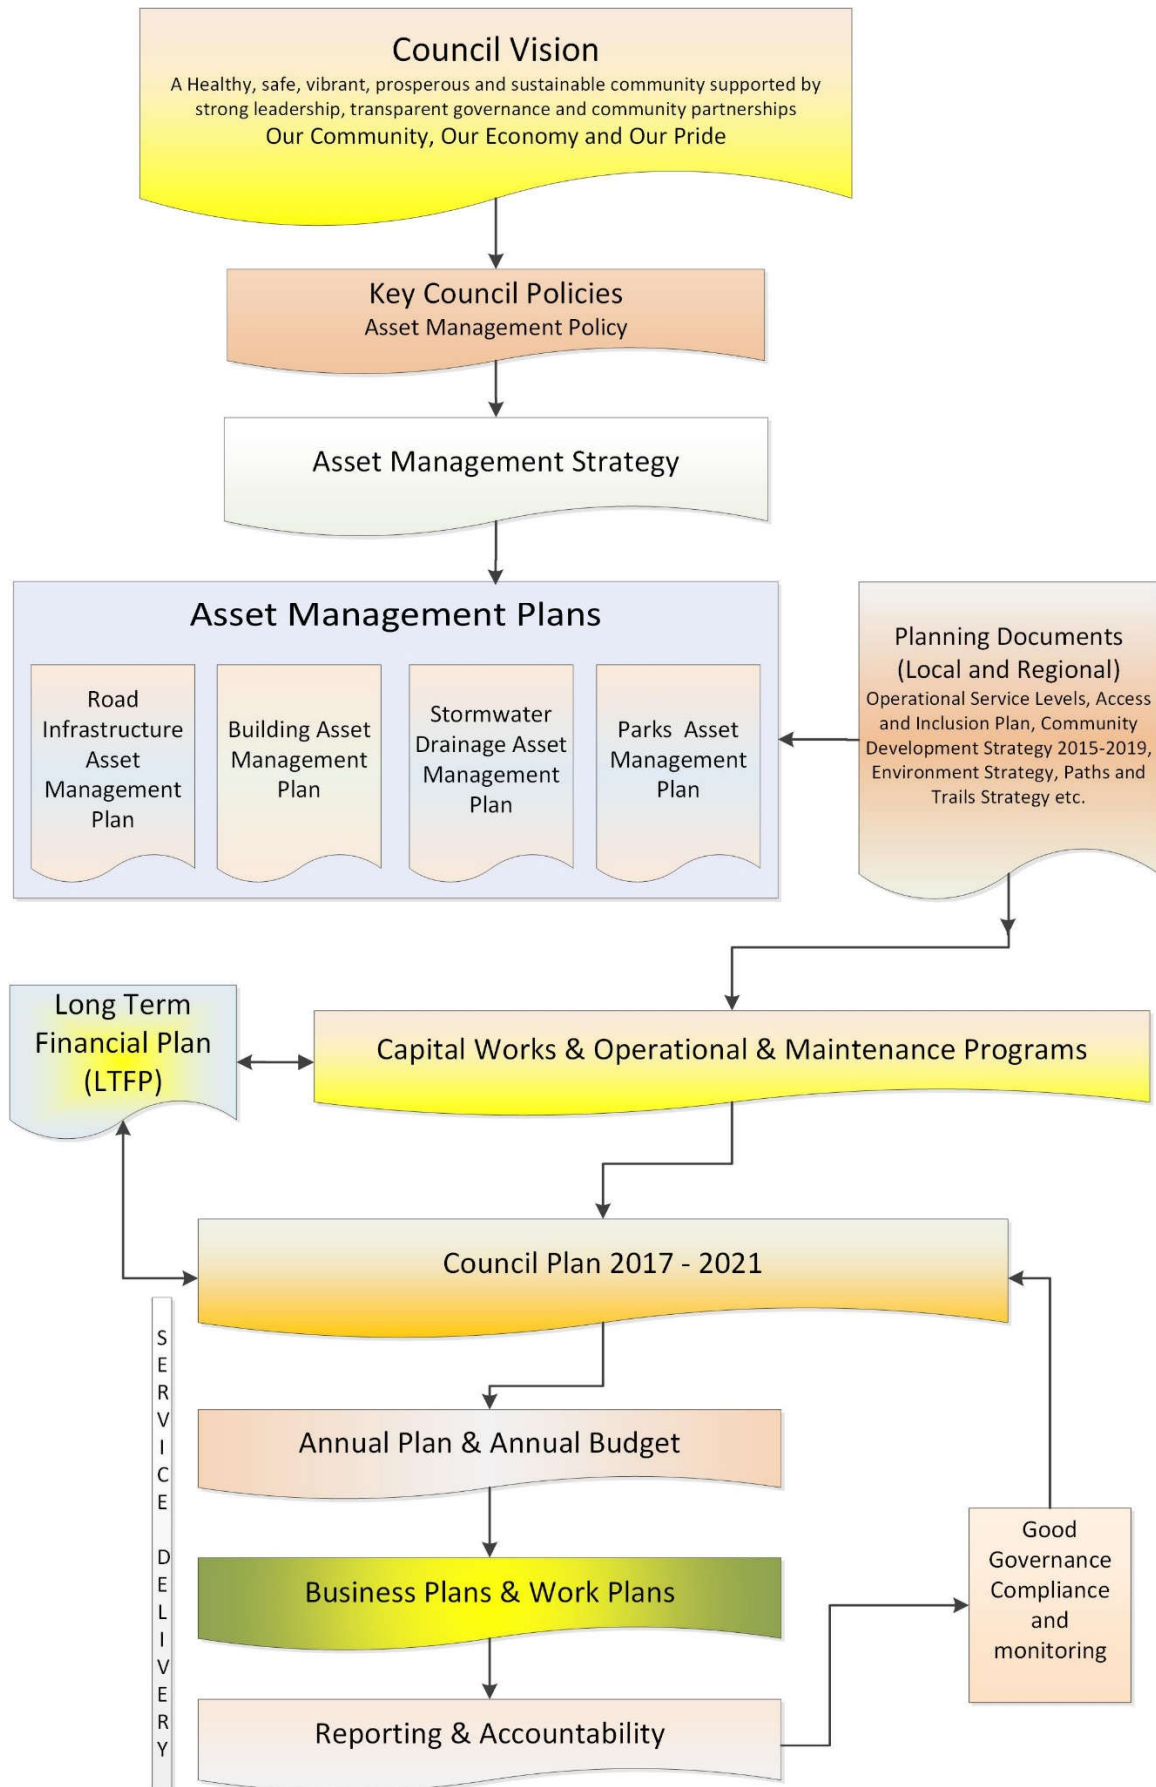 Council Vision
A Healthy, safe, vibrant, prosperous and sustainable community supported by
strong leadership, transparent governance and community partnerships
Our Community, Our Economy and Our Pride
Key Council Policies
Asset Management Policy
Asset Management Strategy
Asset Management Plans
Road
Infrastructure
Asset
Management
Plan
Building Asset
Management
Plan
Stormwater
Drainage Asset
Management
Plan
Parks Asset
Management
Plan
Planning Documents
(Local and Regional)
Operational Service Levels, Access
and Inclusion Plan, Community
Development Strategy 2015-2019,
Environment Strategy, Paths and
Trails Strategy etc.
Long Term
Financial Plan
(LTFP)
Capital Works & Operational & Maintenance Programs
Council Plan 2017 - 2021
SERVICE DELIVERY
Annual Plan & Annual Budget
Business Plans & Work Plans
Reporting & Accountability
Good
Governance
Compliance
and
monitoring